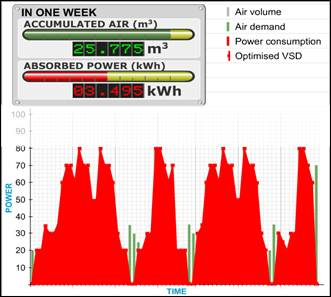 IN ONE WEEK
ACCUMULATED AIR (m³)
25.775 m³
ABSORBED POWER (kWh)
03.495 kWh
Air volume
Air demand
Power consumption
Optimised VSD
100
90
80
70
60
50
40
30
20
10
POWER
TIME